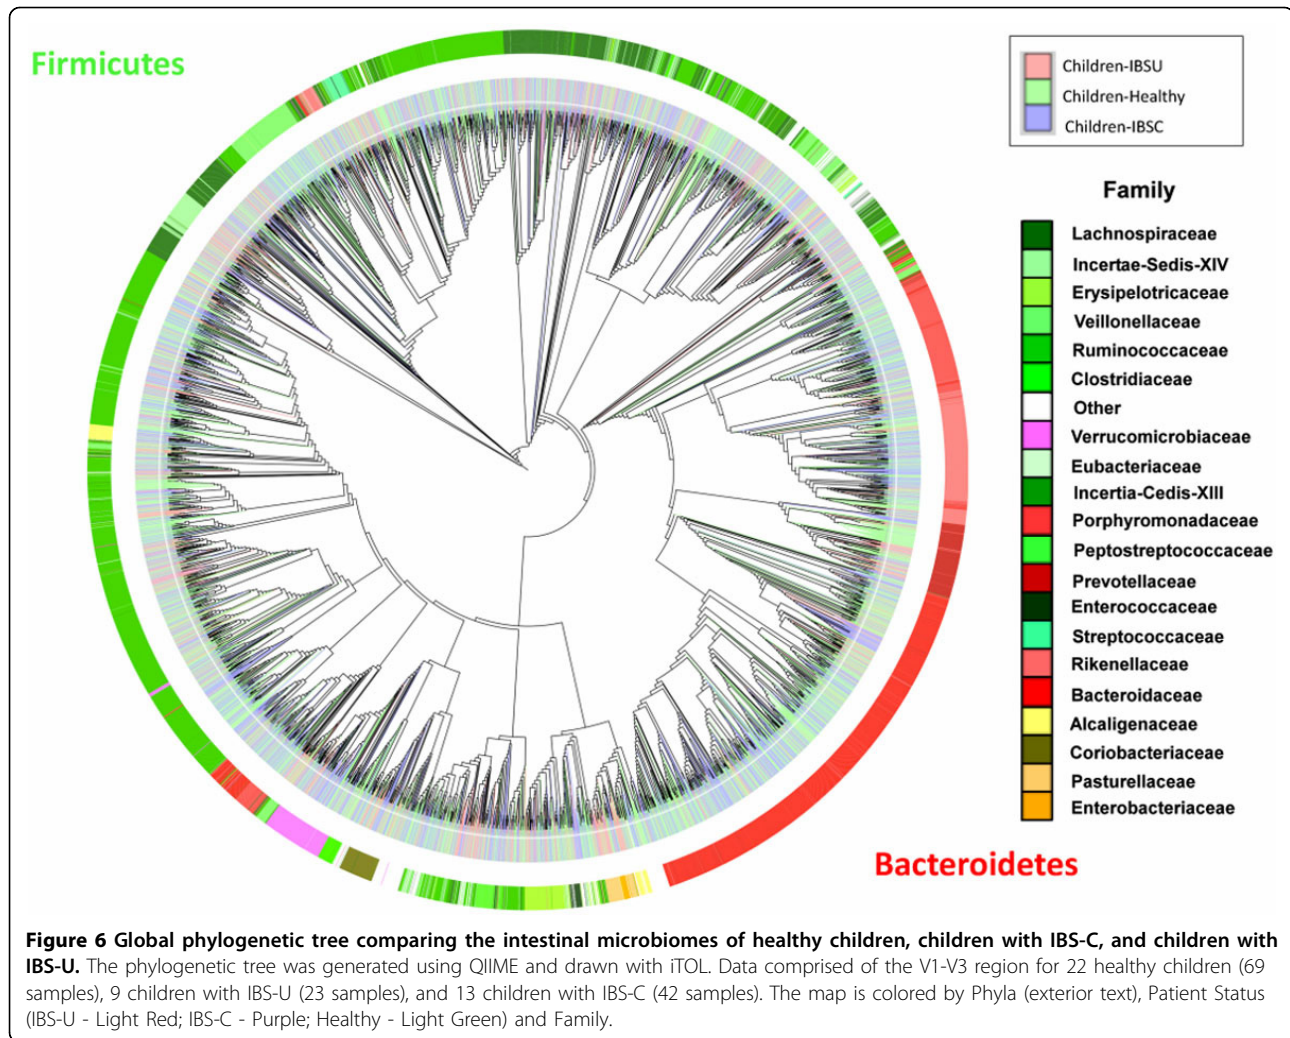 Firmicutes
Children-IBSU
Children-Healthy
Children-IBSC
Family
Lachnospiraceae
Incertae-Sedis-XIV
Erysipelotricaceae
Veillonellaceae
Ruminococcaceae
Clostridiaceae
Other
Verrucomicrobiaceae
Eubacteriaceae
Incertia-Cedis-XIII
Porphyromonadaceae
Peptostreptococcaceae
Prevotellaceae
Enterococcaceae
Streptococcaceae
Rikenellaceae
Bacteroidaceae
Alcaligenaceae
Coriobacteriaceae
Pasturellaceae
Enterobacteriaceae
Bacteroidetes
Figure 6 Global phylogenetic tree comparing the intestinal microbiomes of healthy children, children with IBS-C, and children with
IBS-U. The phylogenetic tree was generated using QIIME and drawn with iTOL. Data comprised of the V1-V3 region for 22 healthy children (69
samples), 9 children with IBS-U (23 samples), and 13 children with IBS-C (42 samples). The map is colored by Phyla (exterior text), Patient Status
(IBS-U - Light Red; IBS-C - Purple; Healthy - Light Green) and Family.